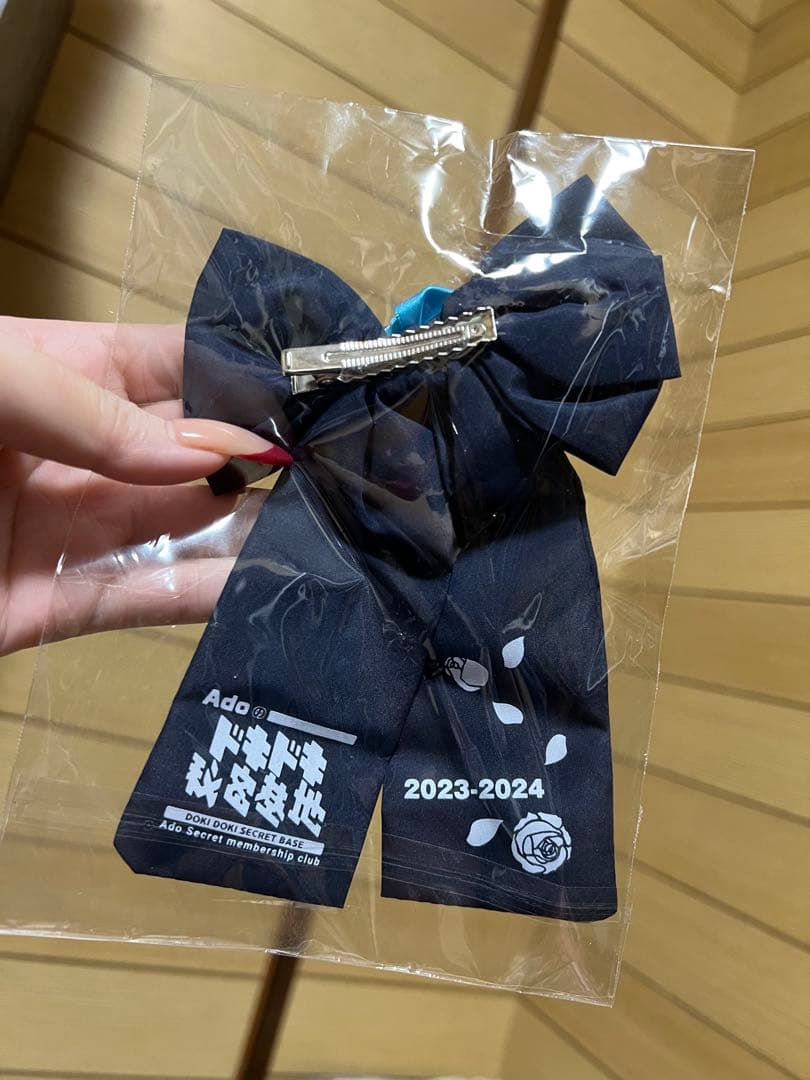 Adoの
ドキドキ
秘密基地
DOKI DOKI SECRET BASE
Ado Secret membership club
2023-2024